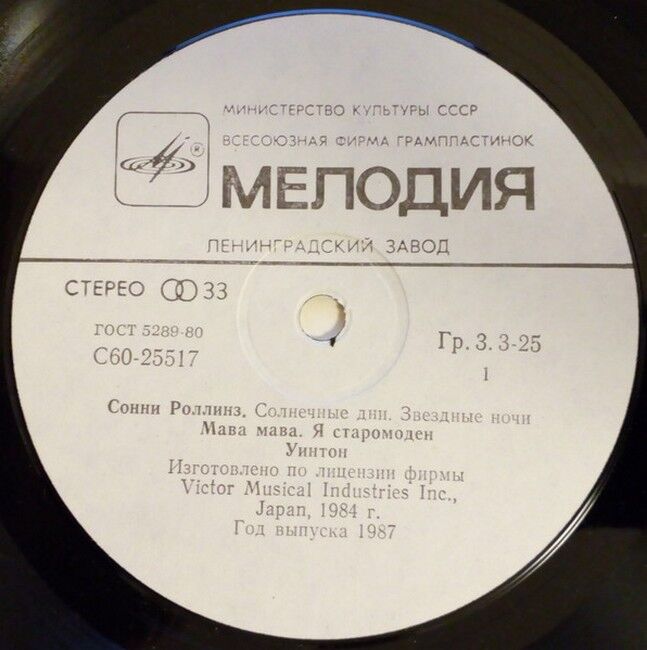 МИНИСТЕРСТВО КУЛЬТУРЫ СССР
ВСЕСОЮЗНАЯ ФИРМА ГРАМПЛАСТИНОК
®
МЕЛОДИЯ
ЛЕНИНГРАДСКИЙ ЗАВОД
СТЕРЕО 33
ГОСТ 5289-80
С60-25517
Гр. 3. 3-25
1
Сонни Роллинз. Солнечные дни. Звездные ночи
Мава мава. Я старомоден
Уинтон
Изготовлено по лицензии фирмы
Victor Musical Industries Inc.,
Japan, 1984 г.
Год выпуска 1987